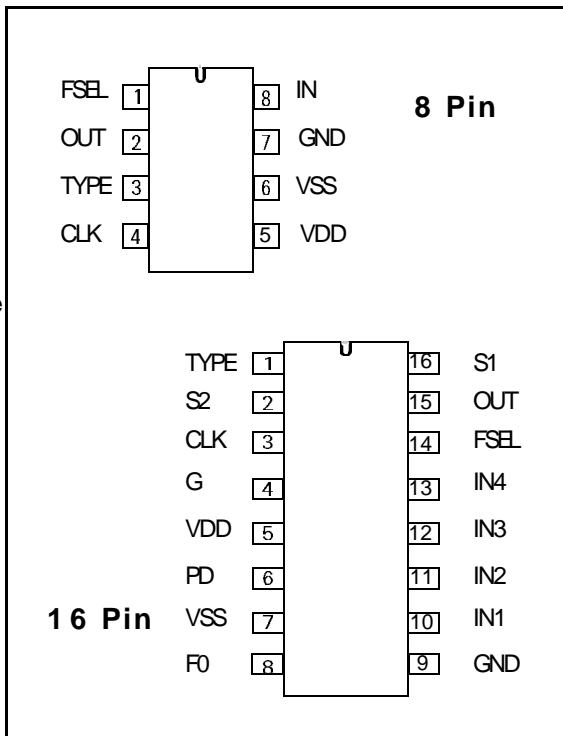 FSEL 1 8 IN
8 Pin
OUT 2 7 GND
TYPE 3 6 VSS
CLK 4 5 VDD
e
TYPE 1 16 S1
S2 2 15 OUT
CLK 3 14 FSEL
G 4 13 IN4
VDD 5 12 IN3
PD 6 11 IN2
16 Pin VSS 7 10 IN1
F0 8 9 GND